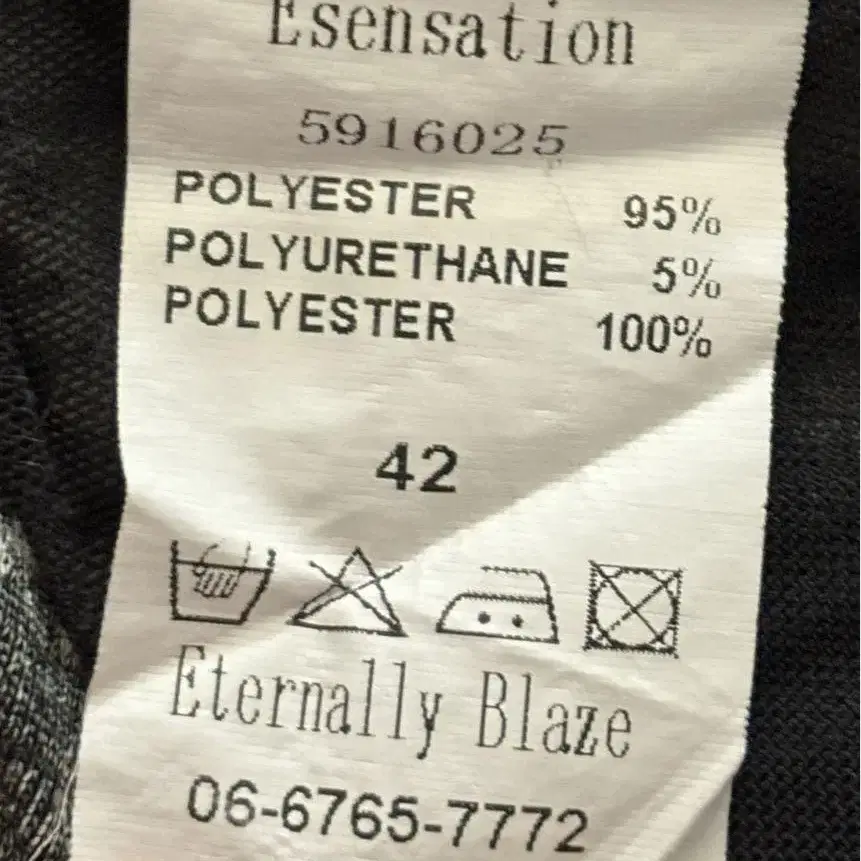 Esensation
5916025
POLYESTER 95%
POLYURETHANE 5%
POLYESTER 100%
42
Eternally Blaze
06-6765-7772